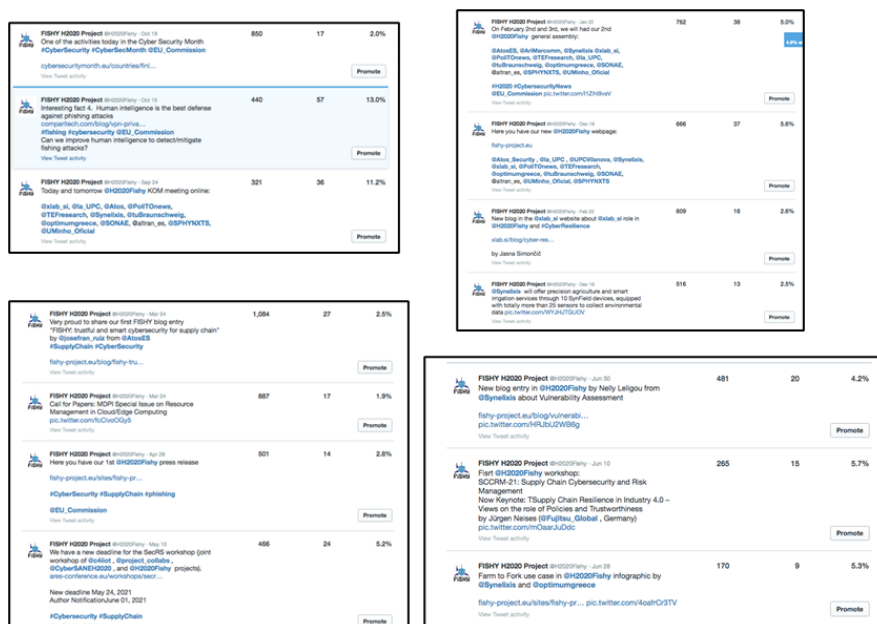 FISHY H2020 Project @H2020Fishy · Oct 19 850 17 2.0%
One of the activities today in the Cyber Security Month
#CyberSecurity #CyberSecMonth @EU_Commission
cybersecuritymonth.eu/countries/finl…
View Tweet activity
Promote
FISHY H2020 Project @H2020Fishy · Oct 15 440 57 13.0%
Interesting fact 4. Human intelligence is the best defense
against phishing attacks
comparitech.com/blog/vpn-priva…
#fishing #cybersecurity @EU_Commission
Can we improve human intelligence to detect/mitigate
fishing attacks?
View Tweet activity
Promote
FISHY H2020 Project @H2020Fishy · Sep 24 321 36 11.2%
Today and tomorrow @H2020Fishy KOM meeting online:
@xlab_si, @la_UPC, @Atos, @PoliTOnews,
@TEFresearch, @Synelixis, @tuBraunschweig,
@optimumgreece, @SONAE, @altran_es, @SPHYNXTS,
@UMinho_Oficial
View Tweet activity
Promote
FISHY H2020 Project @H2020Fishy · Jan 22 762 38 5.0%
On February 2nd and 3rd, we will had our 2nd
@H2020Fishy general assembly:
@AtosES, @AriMarcomm, @Synelixis @xlab_si,
@PoliTOnews, @TEFresearch, @la_UPC,
@tuBraunschweig, @optimumgreece, @SONAE,
@altran_es, @SPHYNXTS, @UMinho_Oficial
#H2020 #CybersecurityNews
@EU_Commission
View Tweet activity
Promote
FISHY H2020 Project @H2020Fishy · Dec 19 666 37 5.6%
Here you have our new @H2020Fishy webpage:
fishy-project.eu
@Atos_Security , @la_UPC , @UPCVilanova, @Synelixis,
@xlab_si, @PoliTOnews, @TEFresearch,
@optimumgreece, @tuBraunschweig, @SONAE,
@altran_es, @UMinho_Oficial, @SPHYNXTS
View Tweet activity
Promote
FISHY H2020 Project @H2020Fishy · Feb 22 609 16 2.6%
New blog in the @xlab_si website about @xlab_si role in
@H2020Fishy and #CyberResilience
xlab.si/blog/cyber-res…
by Jasna Simončič
View Tweet activity
Promote
FISHY H2020 Project @H2020Fishy · Dec 19 516 13 2.5%
@Synelixis will offer precision agriculture and smart
irrigation services through 10 SynField devices, equipped
with totally more than 25 sensors to collect environmental
data pic.twitter.com/WYJHJTGUOV
View Tweet activity
Promote
FISHY H2020 Project @H2020Fishy · Mar 24 1,084 27 2.5%
Very proud to share our first FISHY blog entry
"FISHY: trustful and smart cybersecurity for supply chain"
by @josefran_ruiz from @AtosES
#SupplyChain #CyberSecurity
fishy-project.eu/blog/fishy-tru…
View Tweet activity
Promote
FISHY H2020 Project @H2020Fishy · Mar 24 887 17 1.9%
Call for Papers: MDPI Special Issue on Resource
Management in Cloud/Edge Computing
pic.twitter.com/fcCivoOGy5
View Tweet activity
Promote
FISHY H2020 Project @H2020Fishy · Apr 28 501 14 2.8%
Here you have our 1st @H2020Fishy press release
fishy-project.eu/sites/fishy-pr…
#CyberSecurity #SupplyChain #phishing
@EU_Commission
View Tweet activity
Promote
FISHY H2020 Project @H2020Fishy · May 10 466 24 5.2%
We have a new deadline for the SecRS workshop (joint
workshop of @c4iiot , @project_collabs ,
@CyberSANEH2020 , and @H2020Fishy projects).
ares-conference.eu/workshops/secr…
New deadline May 24, 2021
Author NotificationJune 01, 2021
#Cybersecurity #SupplyChain
Promote
FISHY H2020 Project @H2020Fishy · Jun 30 481 20 4.2%
New blog entry in @H2020Fishy by Nelly Leligou from
@Synelixis about Vulnerability Assessment
fishy-project.eu/blog/vulnerabi…
pic.twitter.com/HRJbU2WB6g
View Tweet activity
Promote
FISHY H2020 Project @H2020Fishy · Jun 10 265 15 5.7%
Fisrt @H2020Fishy workshop:
SCCRM-21: Supply Chain Cybersecurity and Risk
Management
Now Keynote: TSupply Chain Resilience in Industry 4.0 –
Views on the role of Policies and Trustworthiness
by Jürgen Neises (@Fujitsu_Global , Germany)
pic.twitter.com/mOaarJuDdc
View Tweet activity
Promote
FISHY H2020 Project @H2020Fishy · Jun 28 170 9 5.3%
Farm to Fork use case in @H2020Fishy infographic by
@Synelixis and @optimumgreece
fishy-project.eu/sites/fishy-pr… pic.twitter.com/4oafrCr3TV
View Tweet activity
Promote